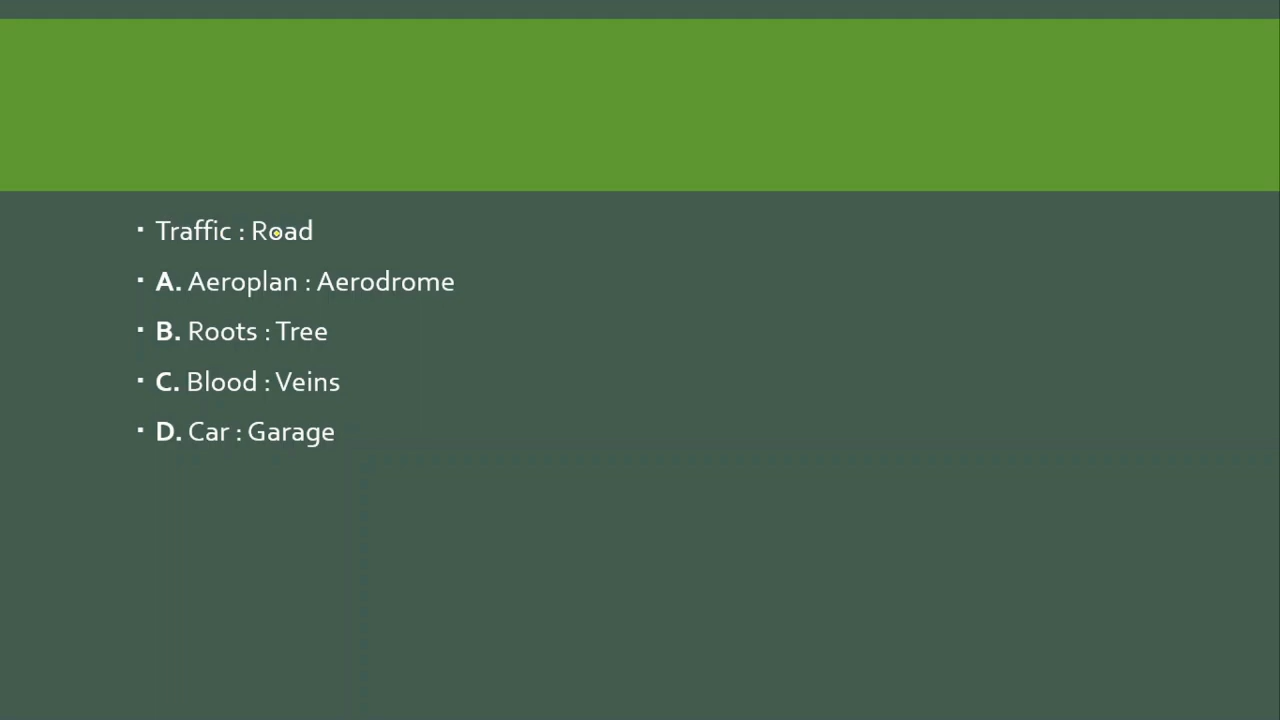 ▪ Traffic : Road
▪ A. Aeroplan : Aerodrome
▪ B. Roots : Tree
▪ C. Blood : Veins
▪ D. Car : Garage